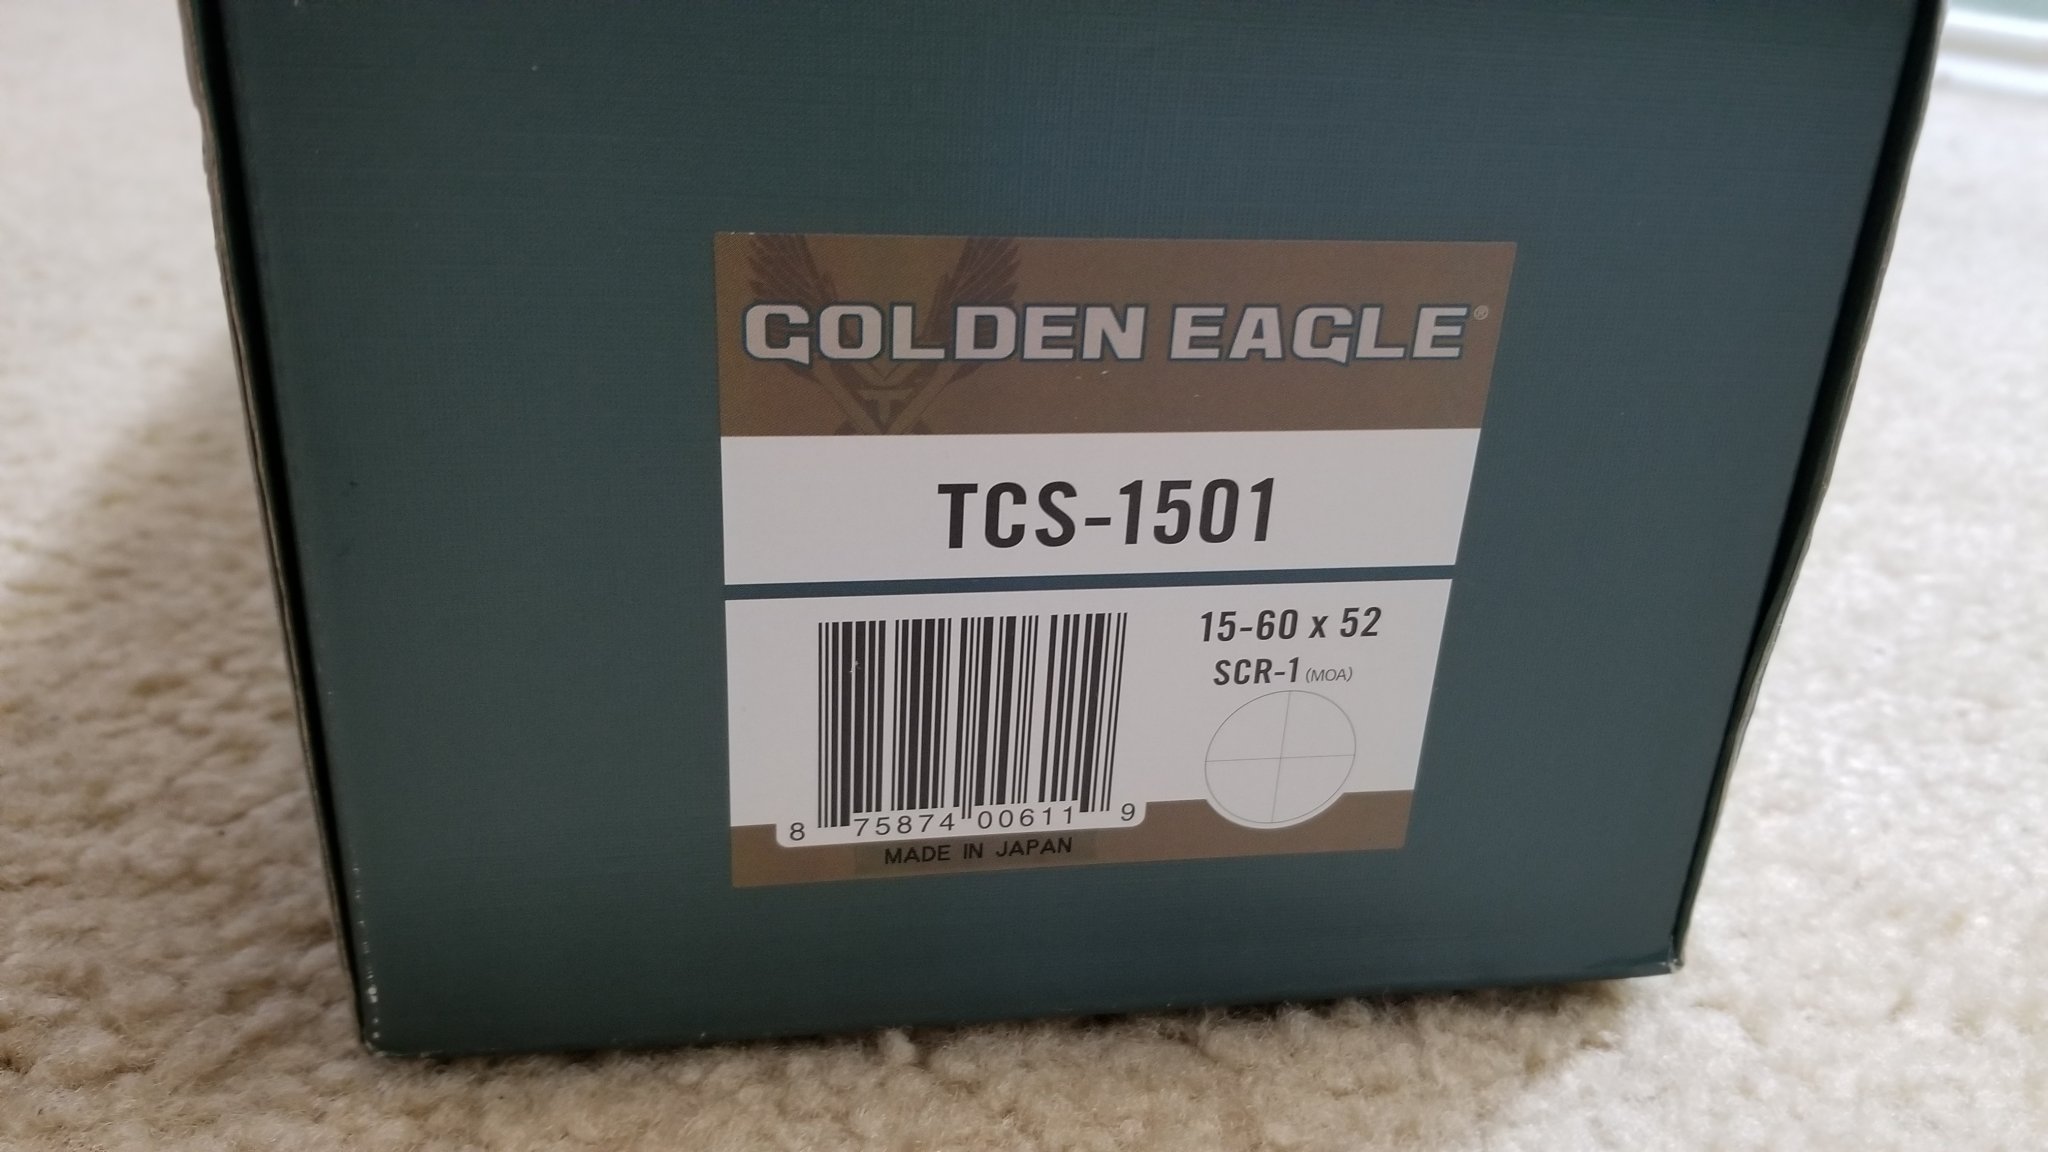 GOLDEN EAGLE®
TCS-1501
15-60 x 52
SCR-1 (MOA)
8 75874 00611 9
MADE IN JAPAN